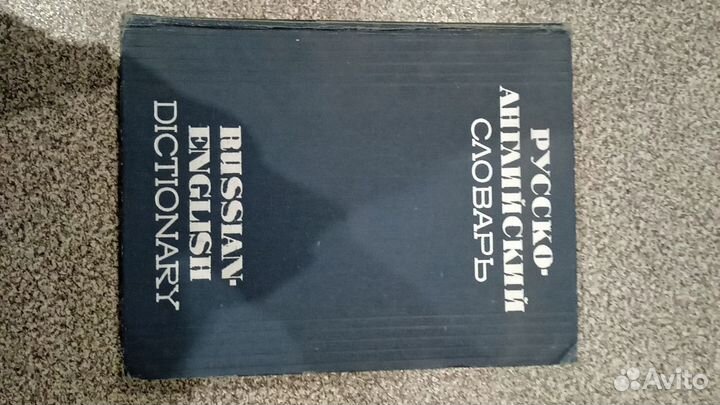 РУССКО-
АНГЛИЙСКИЙ
СЛОВАРЬ
RUSSIAN-
ENGLISH
DICTIONARY
Avito